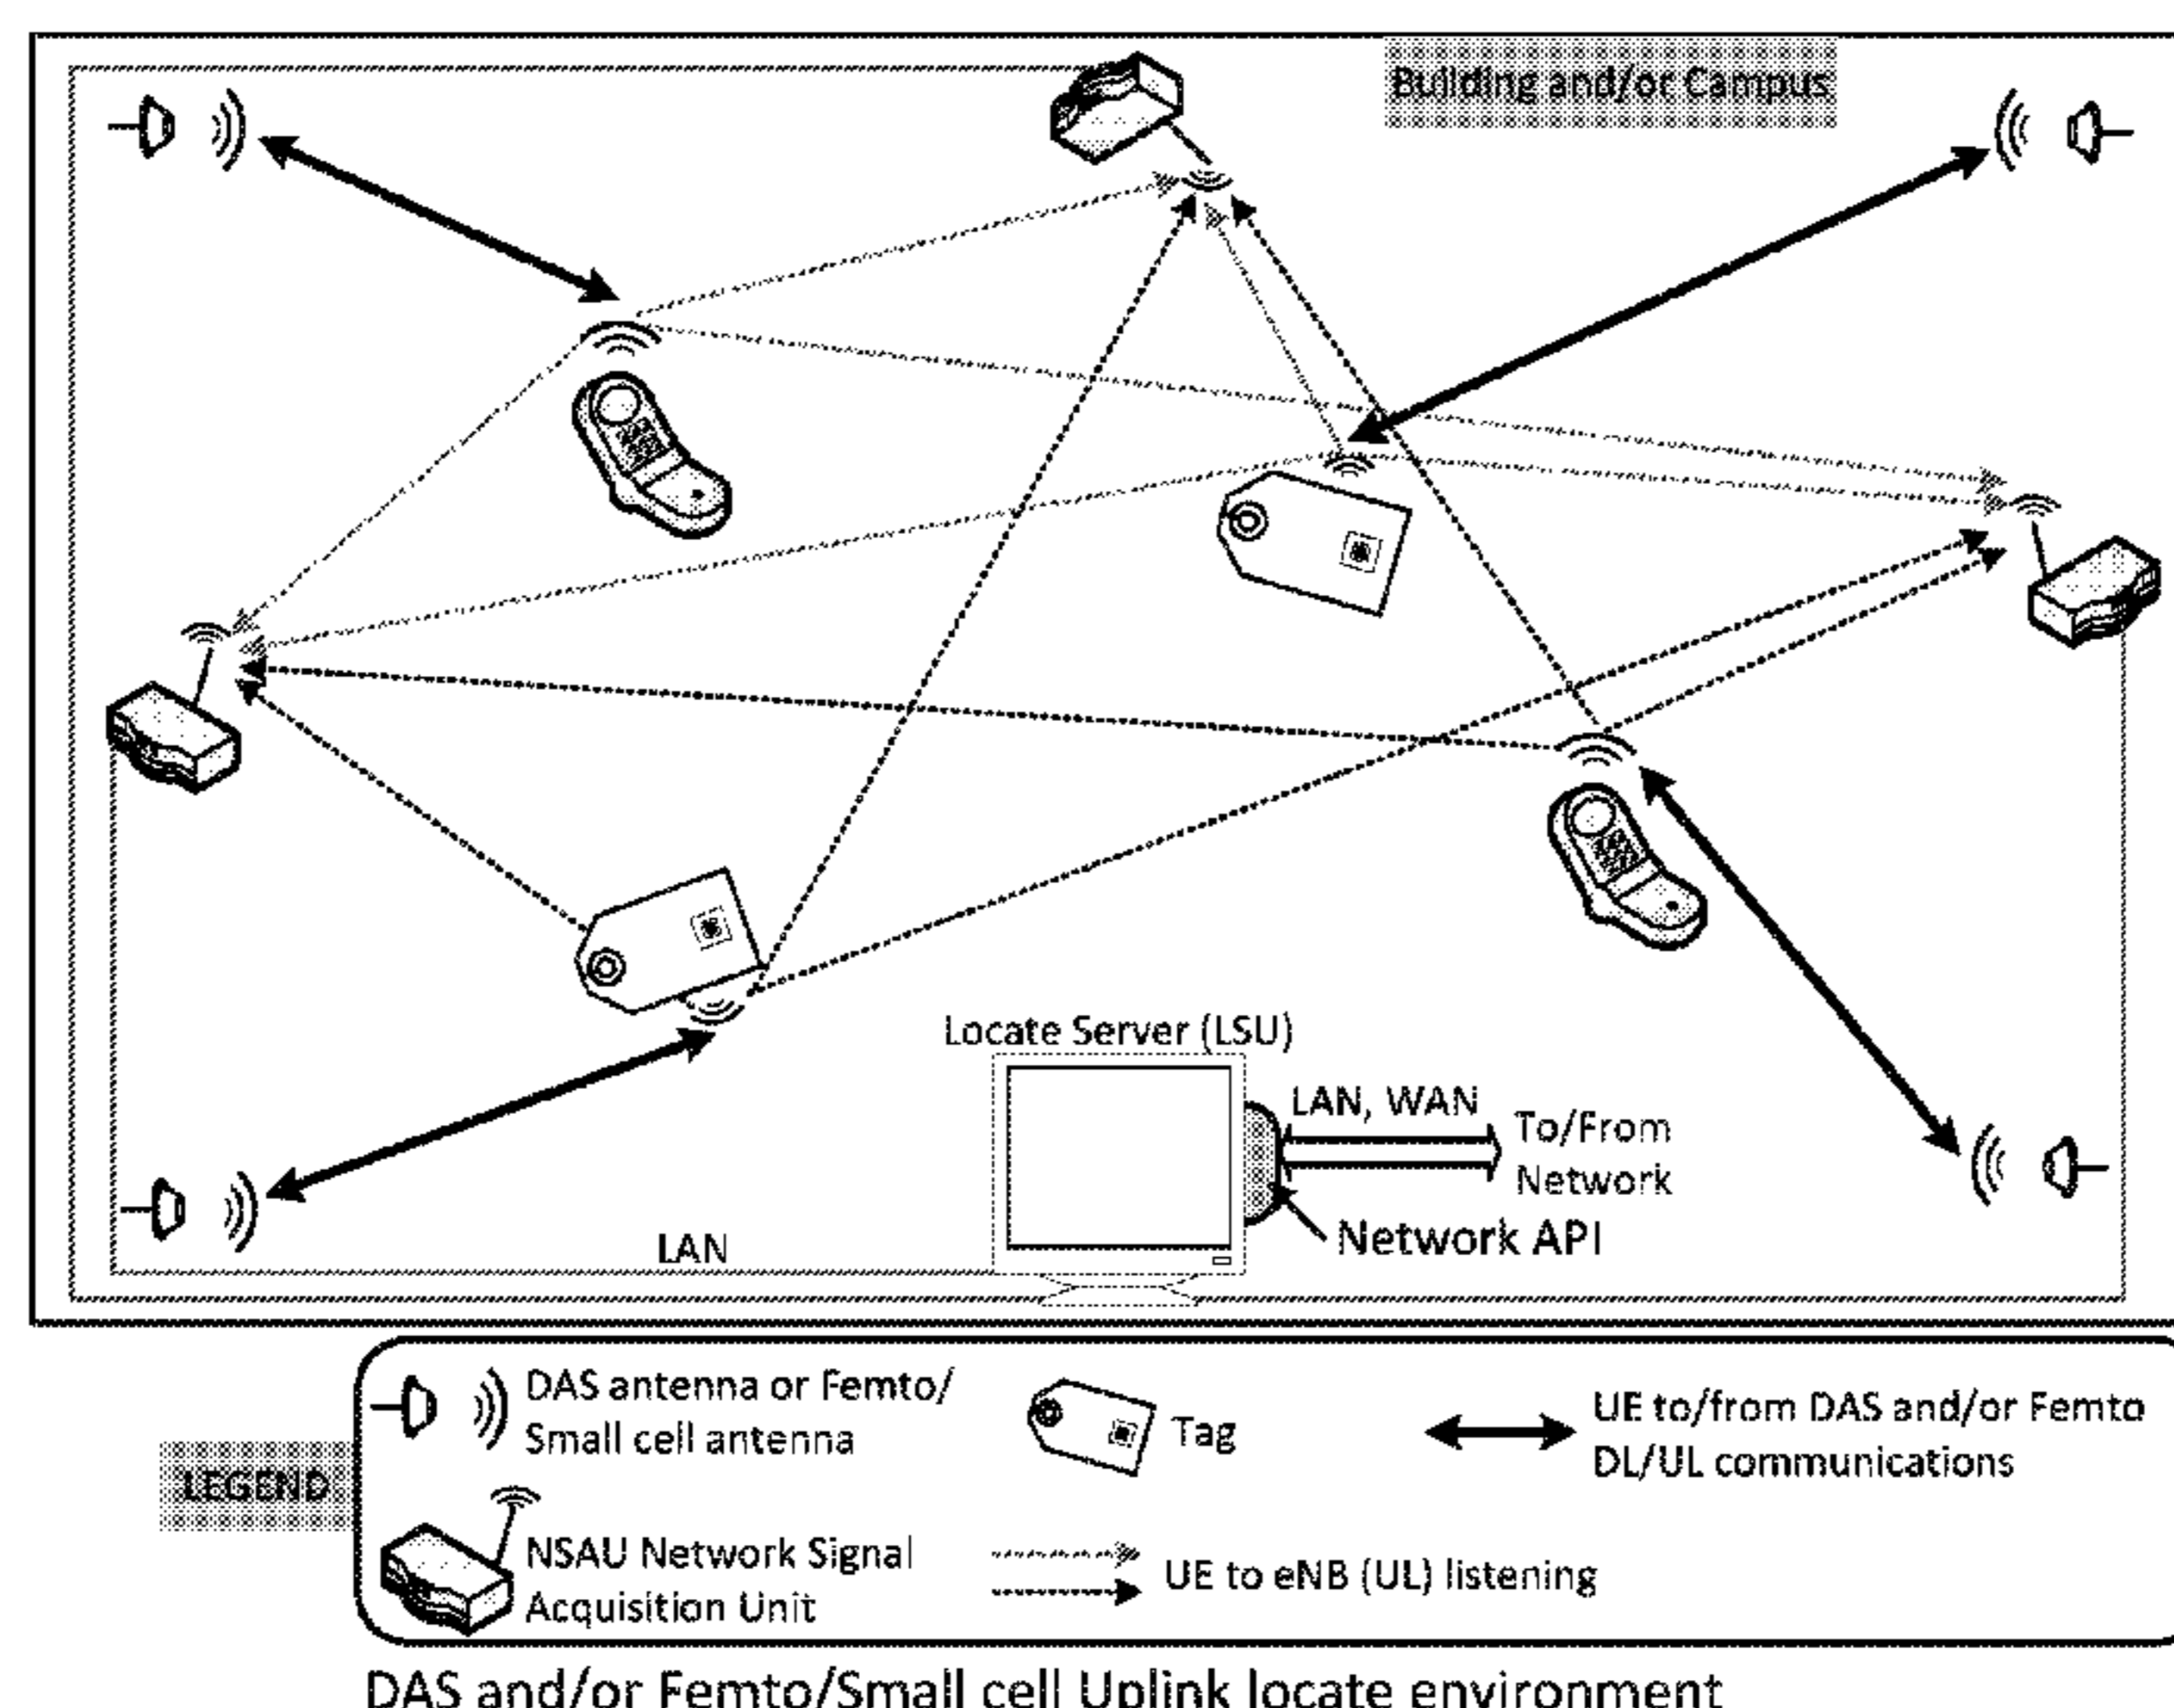 Building and/or Campus
Locate Server (LSU)
LAN, WAN
To/From
Network
Network API
LAN
DAS antenna or Femto/
Small cell antenna
Tag
UE to/from DAS and/or Femto
DL/UL communications
LEGEND
NSAU Network Signal
Acquisition Unit
UE to eNB (UL) listening
DAS and/or Femto/Small cell Uplink locate environment